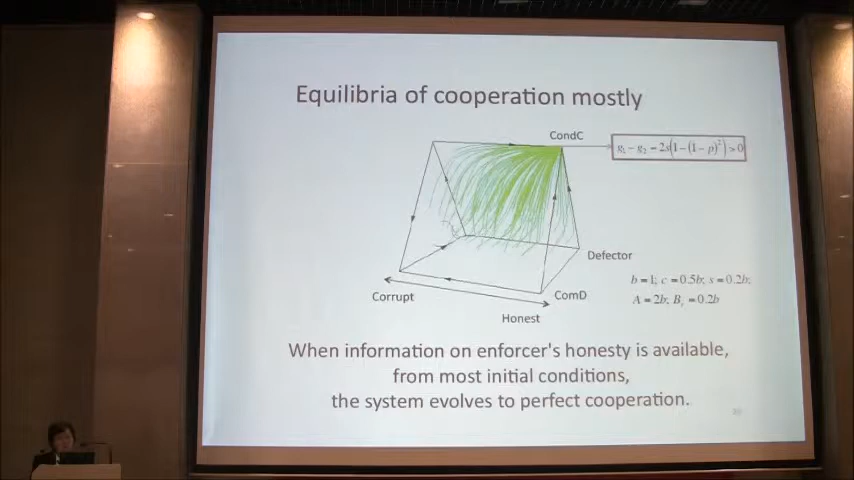 Equilibria of cooperation mostly
CondC
g₁ − g₂ = 2s(1−(1−p)²) > 0
Defector
b = 1; c = 0.5b; s = 0.2b;
Corrupt
ComD
A = 2b; B
= 0.2b
Honest
When information on enforcer's honesty is available,
from most initial conditions,
the system evolves to perfect cooperation.